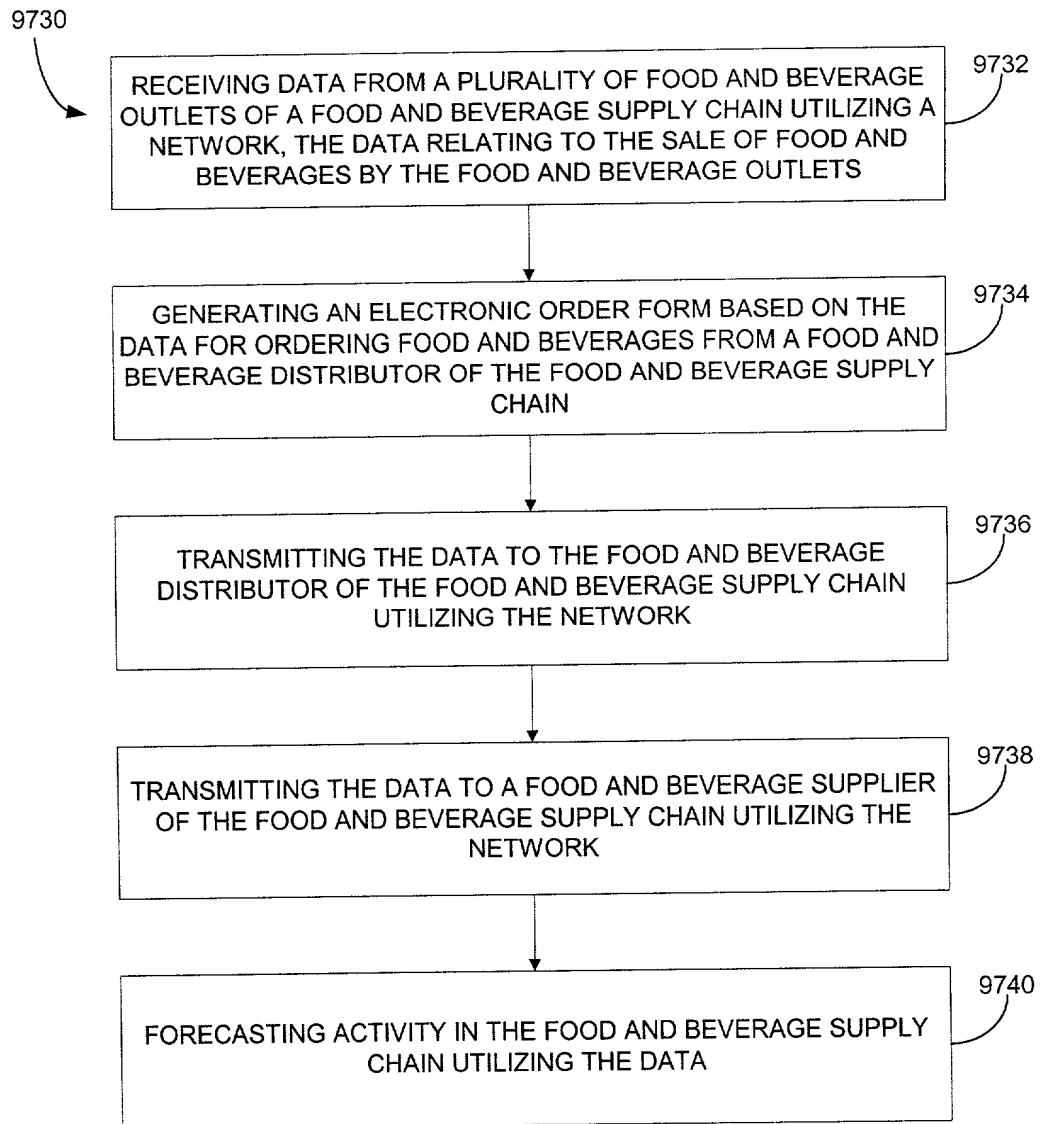 9730
RECEIVING DATA FROM A PLURALITY OF FOOD AND BEVERAGE
OUTLETS OF A FOOD AND BEVERAGE SUPPLY CHAIN UTILIZING A
NETWORK, THE DATA RELATING TO THE SALE OF FOOD AND
BEVERAGES BY THE FOOD AND BEVERAGE OUTLETS
9732
GENERATING AN ELECTRONIC ORDER FORM BASED ON THE
DATA FOR ORDERING FOOD AND BEVERAGES FROM A FOOD AND
BEVERAGE DISTRIBUTOR OF THE FOOD AND BEVERAGE SUPPLY
CHAIN
9734
TRANSMITTING THE DATA TO THE FOOD AND BEVERAGE
DISTRIBUTOR OF THE FOOD AND BEVERAGE SUPPLY CHAIN
UTILIZING THE NETWORK
9736
TRANSMITTING THE DATA TO A FOOD AND BEVERAGE SUPPLIER
OF THE FOOD AND BEVERAGE SUPPLY CHAIN UTILIZING THE
NETWORK
9738
FORECASTING ACTIVITY IN THE FOOD AND BEVERAGE SUPPLY
CHAIN UTILIZING THE DATA
9740